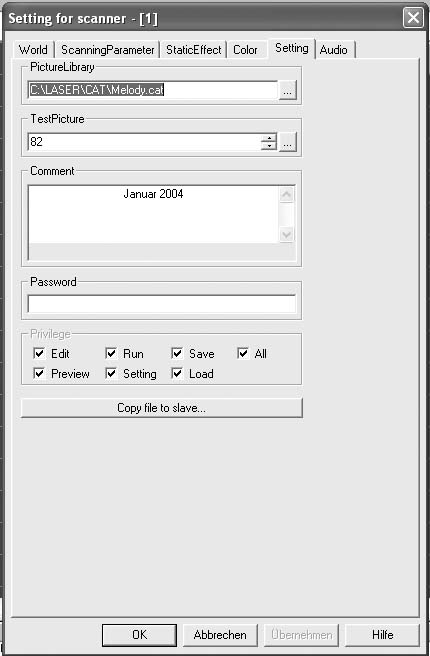 Setting for scanner - [1]
World ScanningParameter StaticEffect Color Setting Audio
PictureLibrary
C:\LASER\CAT\Melody.cat ...
TestPicture
82 ...
Comment
Januar 2004
Password
Privilege
Edit Run Save All
Preview Setting Load
Copy file to slave...
OK Abbrechen Übernehmen Hilfe